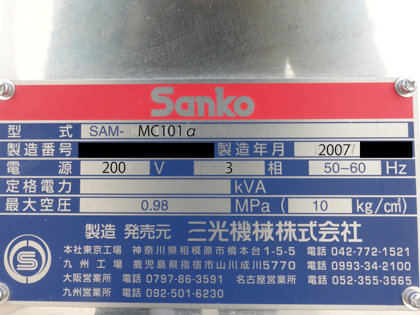 Sanko
型 式 SAM- MC101α
製造番号 製造年月 2007
電 源 200 V 3 相 50-60 Hz
定格電力 kVA
最大空圧 0.98 MPa ( 10 kg/cm²)
製造 発売元 三光機械株式会社
本社東京工場 神奈川県相模原市橋本台1-5-5 電話 042-772-1521
九州工場 鹿児島県指宿市山川成川5770 電話 0993-34-2100
大阪営業所 電話 0797-86-3591 名古屋営業所 電話 052-355-3565
九州営業所 電話 092-501-6230